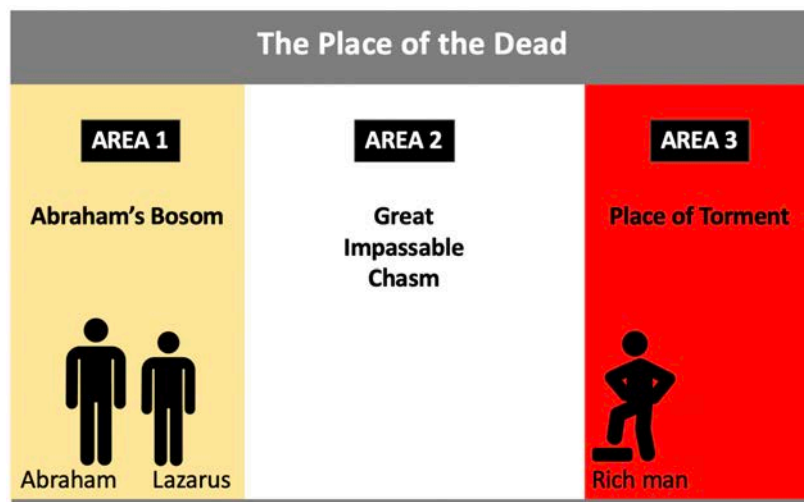 The Place of the Dead
AREA 1
AREA 2
AREA 3
Abraham’s Bosom
Great
Impassable
Chasm
Place of Torment
Abraham
Lazarus
Rich man